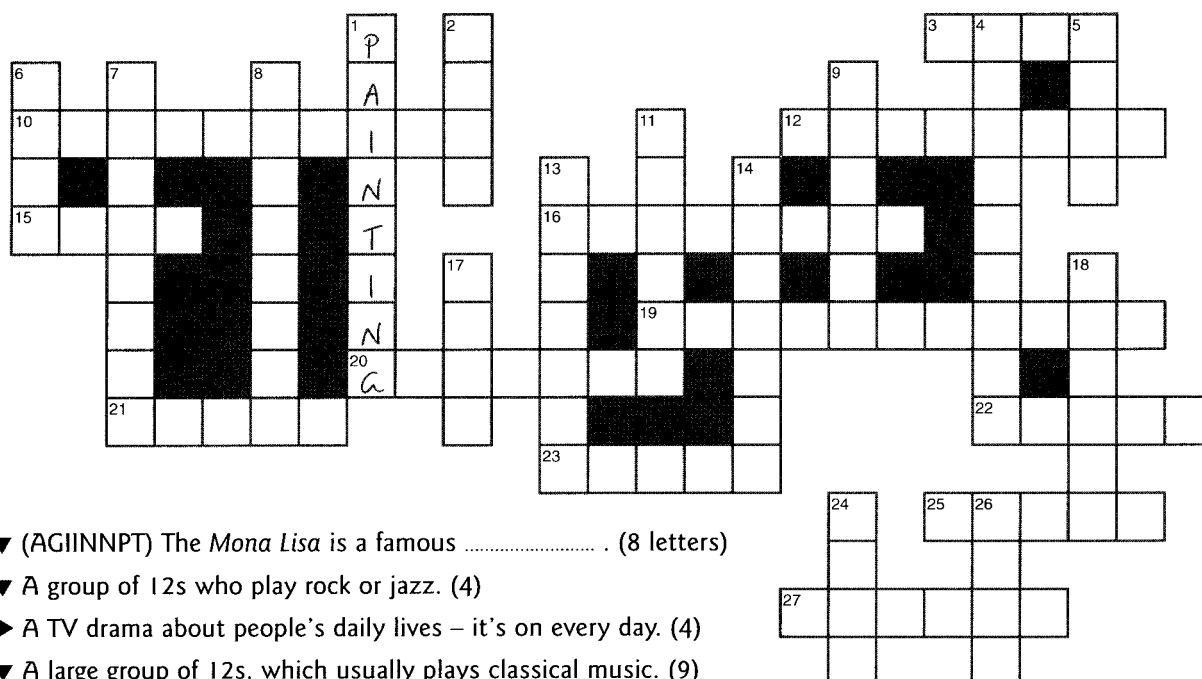 1 2 3 4 5
P
6 7 8 A 9
10 I 11 12
N 13 14
15 T 16
I 17 18
N 19
20 G
21 22
23
24 25 26
▼ (AGIINNPT) The Mona Lisa is a famous .......................... . (8 letters)
▼ A group of 12s who play rock or jazz. (4)
► A TV drama about people's daily lives – it's on every day. (4)
27
▼ A large group of 12s, which usually plays classical music. (9)